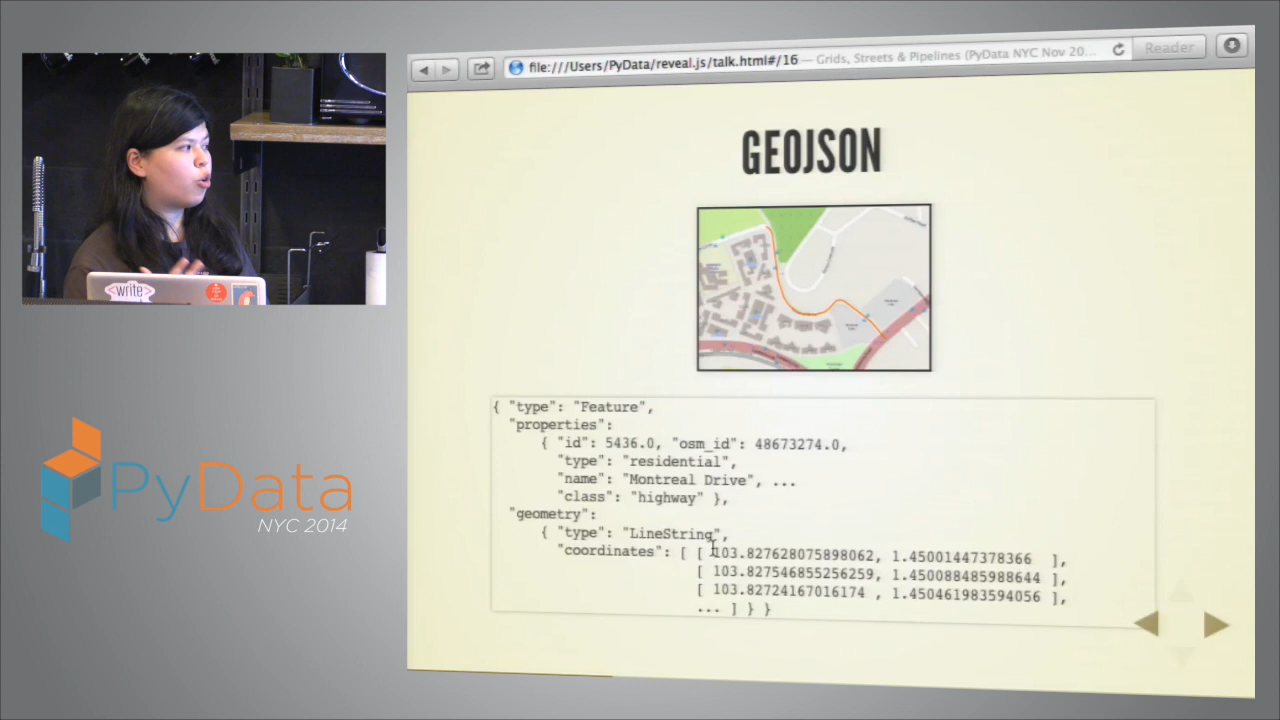 file:///Users/PyData/reveal.js/talk.html#/16 — Grids, Streets & Pipelines (PyData NYC Nov 20...
Reader
GEOJSON
{ "type": "Feature",
"properties":
{ "id": 5436.0, "osm_id": 48673274.0,
"type": "residential",
"name": "Montreal Drive", ...
"class": "highway" },
"geometry":
{ "type": "LineString",
"coordinates": [ [ 103.827628075898062, 1.45001447378366 ],
[ 103.827546855256259, 1.450088485988644 ],
[ 103.82724167016174 , 1.450461983594056 ],
... ] } }
<write
PyData
NYC 2014